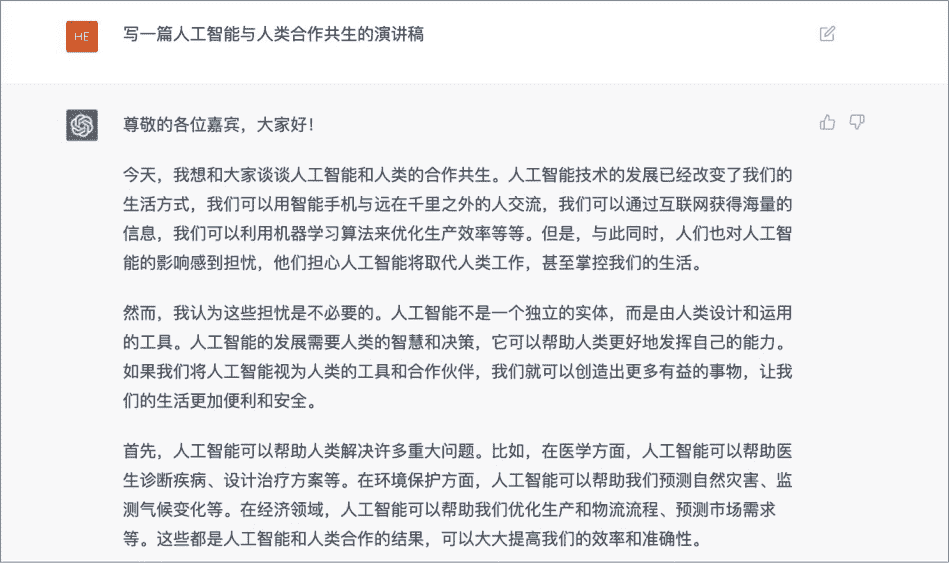 HE
写一篇人工智能与人类合作共生的演讲稿
尊敬的各位嘉宾，大家好！
今天，我想和大家谈谈人工智能和人类的合作共生。人工智能技术的发展已经改变了我们的
生活方式，我们可以用智能手机与远在千里之外的人交流，我们可以通过互联网获得海量的
信息，我们可以利用机器学习算法来优化生产效率等等。但是，与此同时，人们也对人工智
能的影响感到担忧，他们担心人工智能将取代人类工作，甚至掌控我们的生活。
然而，我认为这些担忧是不必要的。人工智能不是一个独立的实体，而是由人类设计和运用
的工具。人工智能的发展需要人类的智慧和决策，它可以帮助人类更好地发挥自己的能力。
如果我们将人工智能视为人类的工具和合作伙伴，我们就可以创造出更多有益的事物，让我
们的生活更加便利和安全。
首先，人工智能可以帮助人类解决许多重大问题。比如，在医学方面，人工智能可以帮助医
生诊断疾病、设计治疗方案等。在环境保护方面，人工智能可以帮助我们预测自然灾害、监
测气候变化等。在经济领域，人工智能可以帮助我们优化生产和物流流程、预测市场需求
等。这些都是人工智能和人类合作的结果，可以大大提高我们的效率和准确性。